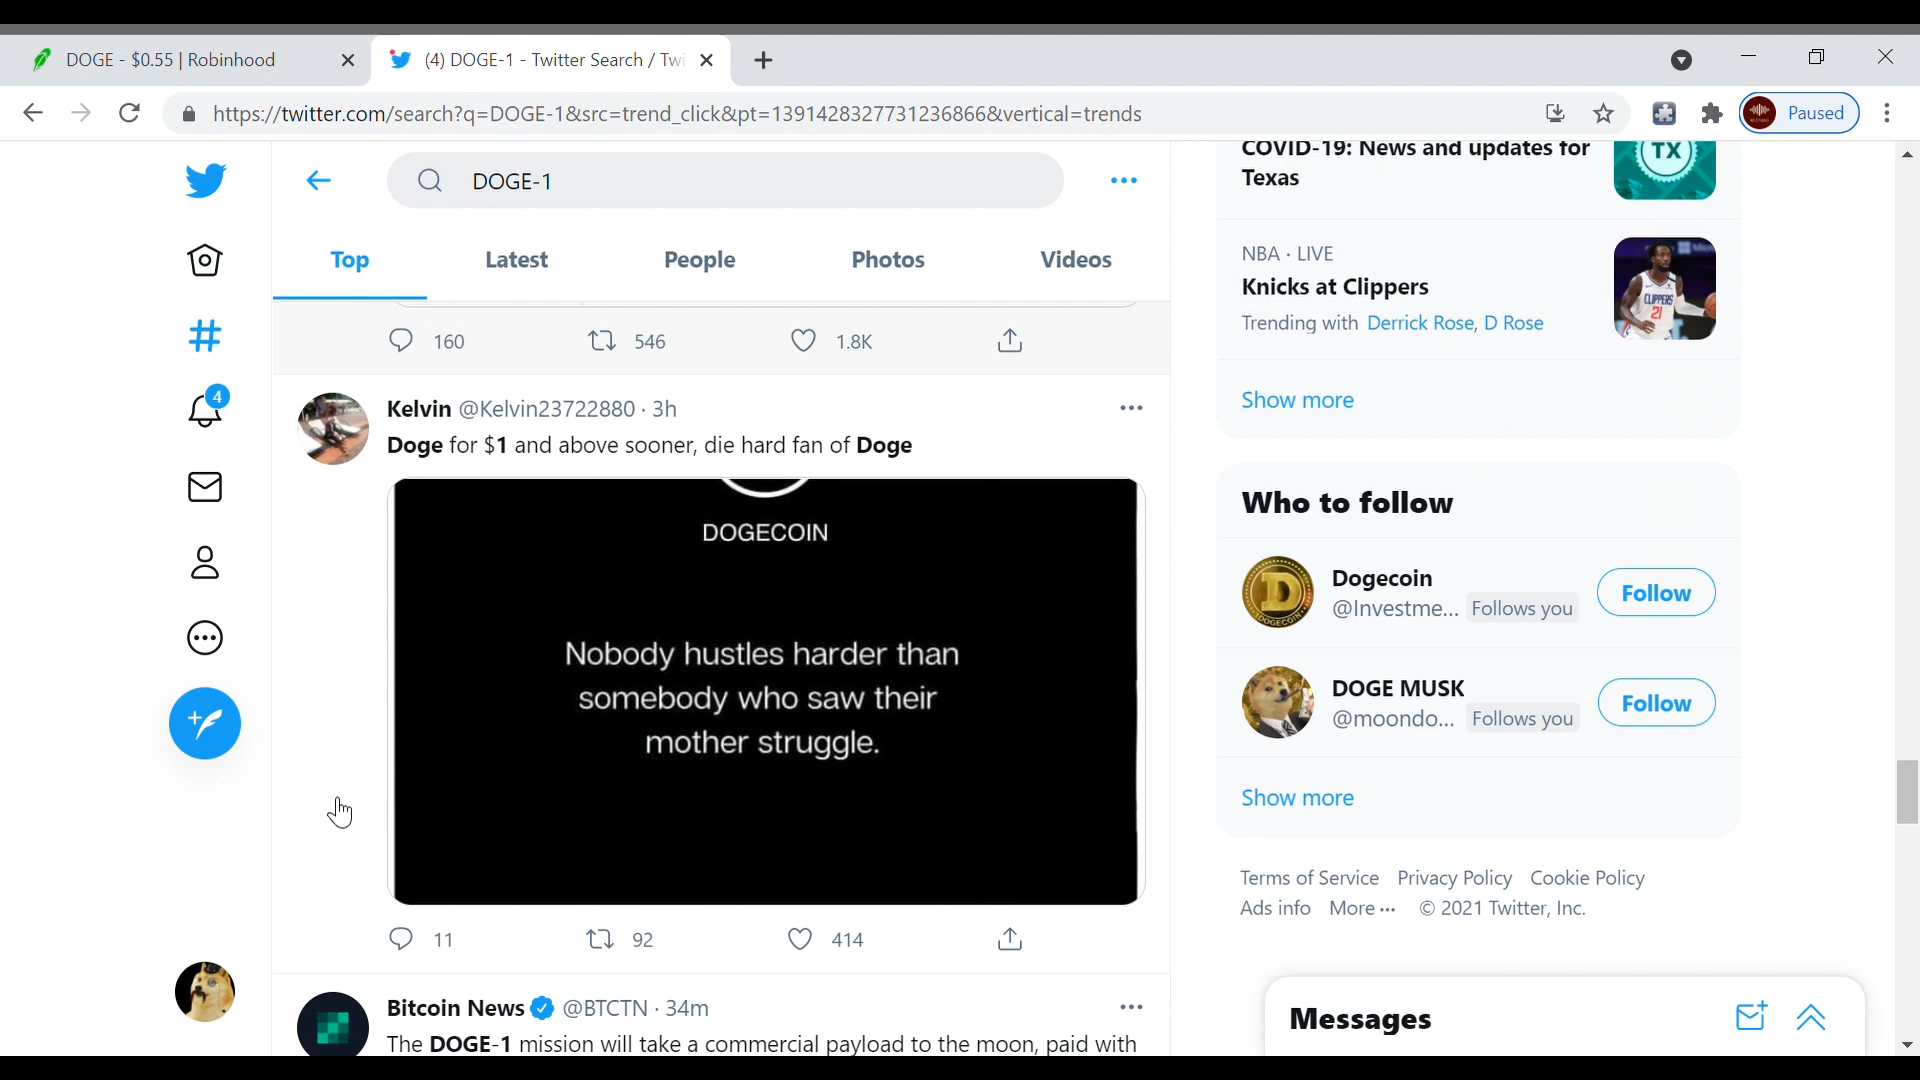 DOGE - $0.55 | Robinhood
(4) DOGE-1 - Twitter Search / Twi
https://twitter.com/search?q=DOGE-1&src=trend_click&pt=1391428327731236866&vertical=trends
Paused
DOGE-1
Top Latest People Photos Videos
160 546 1.8K
4
Kelvin @Kelvin23722880 · 3h
Doge for $1 and above sooner, die hard fan of Doge
DOGECOIN
Nobody hustles harder than
somebody who saw their
mother struggle.
11 92 414
Bitcoin News @BTCTN · 34m
The DOGE-1 mission will take a commercial payload to the moon, paid with
COVID-19: News and updates for
Texas
TX
NBA · LIVE
Knicks at Clippers
Trending with Derrick Rose, D Rose
CLIPPERS
21
Show more
Who to follow
Dogecoin
@Investme... Follows you
Follow
DOGE MUSK
@moondo... Follows you
Follow
Show more
Terms of Service Privacy Policy Cookie Policy
Ads info More ··· © 2021 Twitter, Inc.
Messages